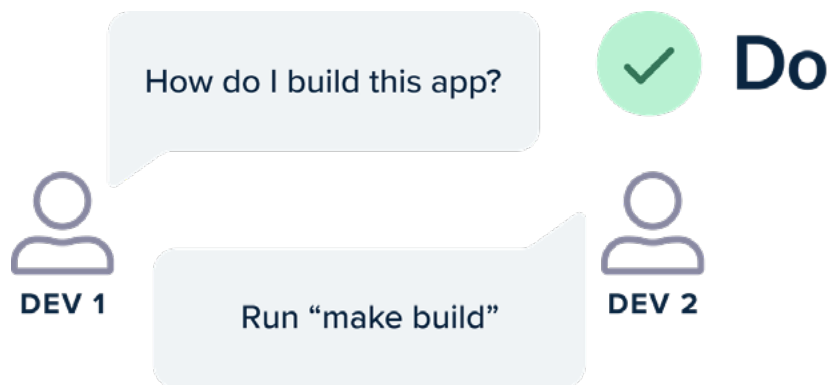 How do I build this app?
Do
DEV 1
Run “make build”
DEV 2